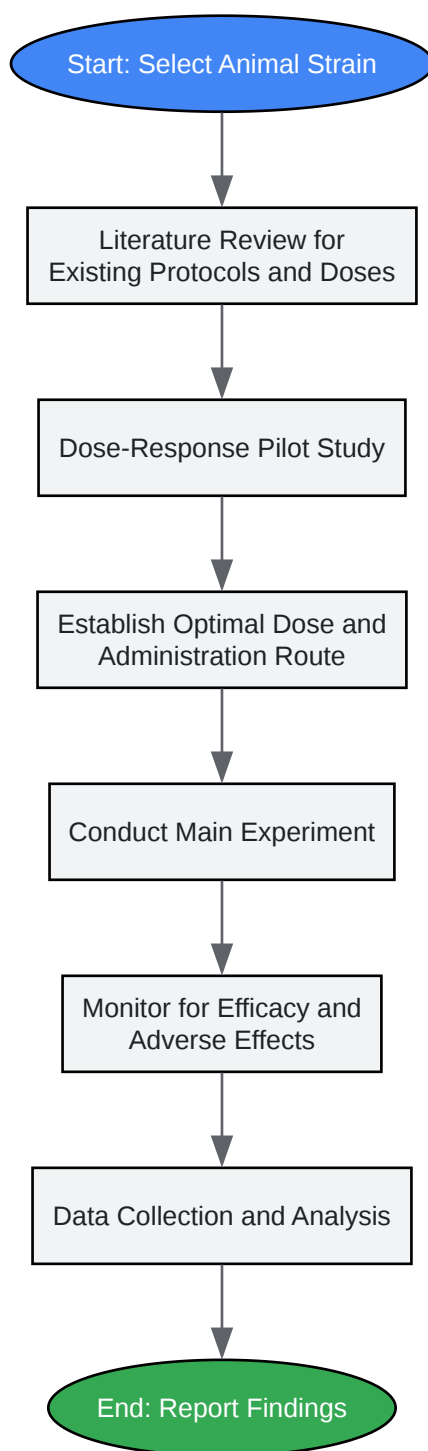 Start: Select Animal Strain
Literature Review for
Existing Protocols and Doses
Dose-Response Pilot Study
Establish Optimal Dose and
Administration Route
Conduct Main Experiment
Monitor for Efficacy and
Adverse Effects
Data Collection and Analysis
End: Report Findings